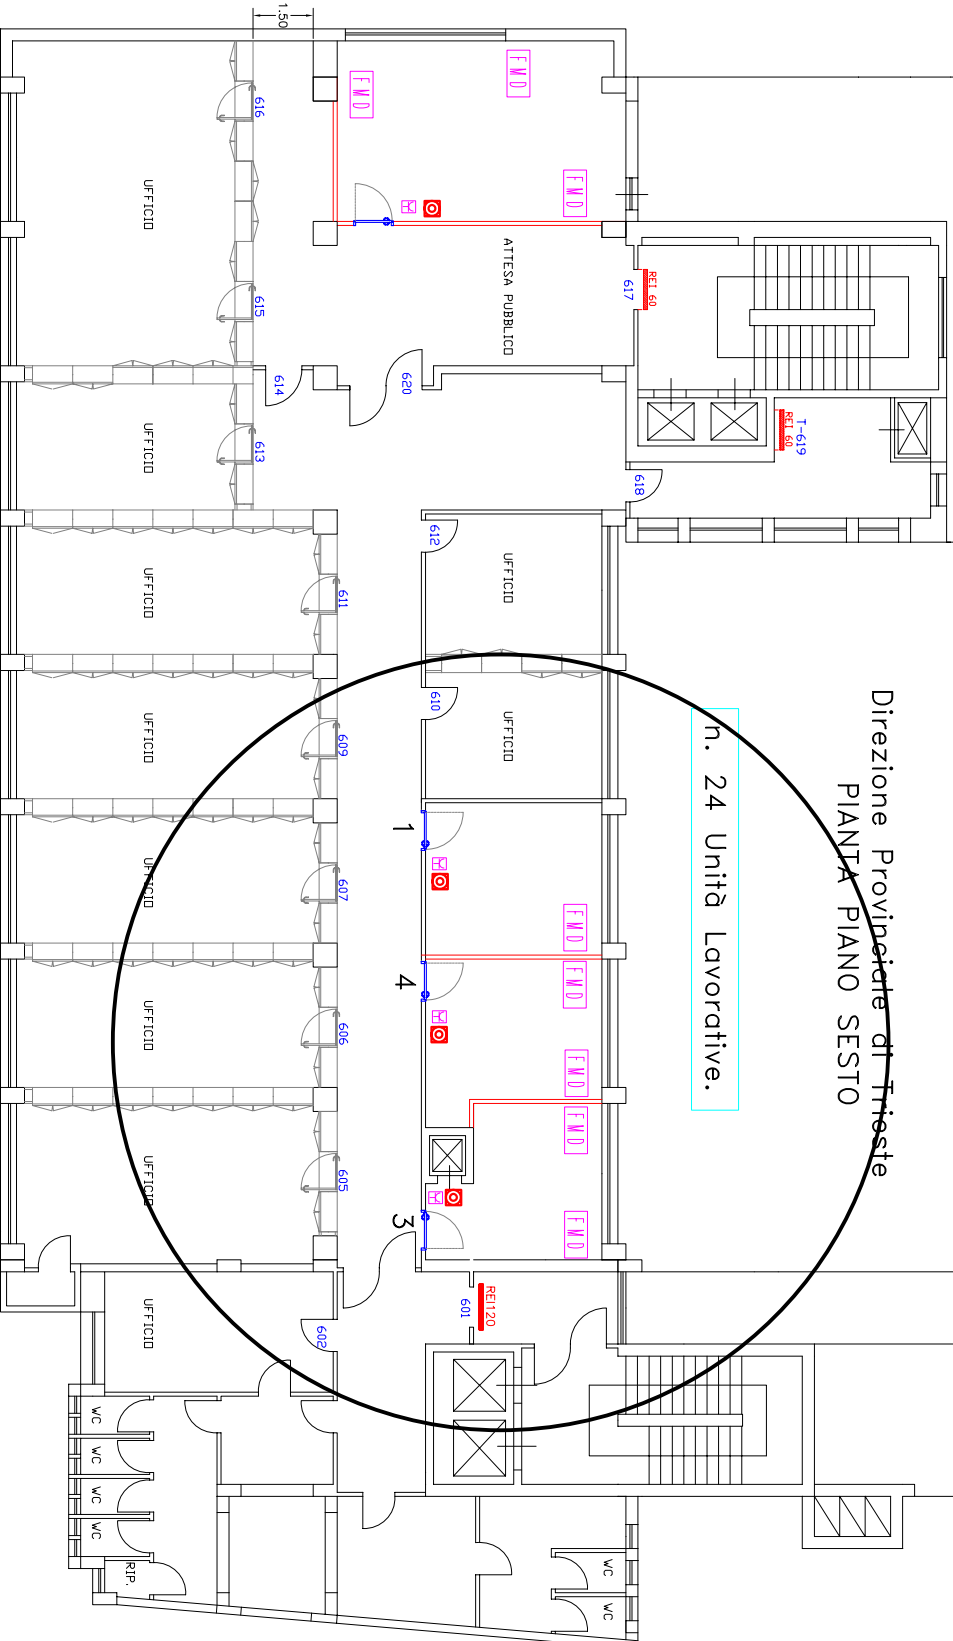 Direzione Provinciale di Trieste
PIANTA PIANO SESTO
n. 24 Unità Lavorative.
1.50
FMD
FMD
FMD
616
UFFICIO
615
ATTESA PUBBLICO
617
REI 60
614
620
T-619
REI 60
613
UFFICIO
618
612
UFFICIO
611
UFFICIO
610
UFFICIO
609
UFFICIO
1
607
UFFICIO
FMD
4
FMD
606
UFFICIO
FMD
FMD
605
UFFICIO
3
FMD
601
REI120
602
UFFICIO
WC
WC
WC
WC
RIP.
WC
WC